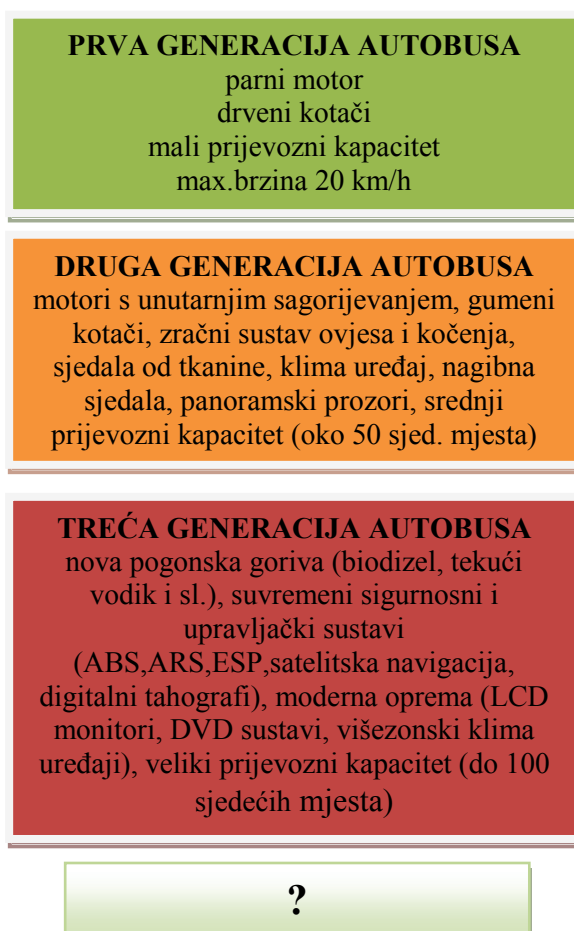 PRVA GENERACIJA AUTOBUSA
parni motor
drveni kotači
mali prijevozni kapacitet
max.brzina 20 km/h
DRUGA GENERACIJA AUTOBUSA
motori s unutarnjim sagorijevanjem, gumeni
kotači, zračni sustav ovjesa i kočenja,
sjedala od tkanine, klima uređaj, nagibna
sjedala, panoramski prozori, srednji
prijevozni kapacitet (oko 50 sjed. mjesta)
TREĆA GENERACIJA AUTOBUSA
nova pogonska goriva (biodizel, tekući
vodik i sl.), suvremeni sigurnosni i
upravljački sustavi
(ABS,ARS,ESP,satelitska navigacija,
digitalni tahografi), moderna oprema (LCD
monitori, DVD sustavi, višezonski klima
uređaji), veliki prijevozni kapacitet (do 100
sjedećih mjesta)
?